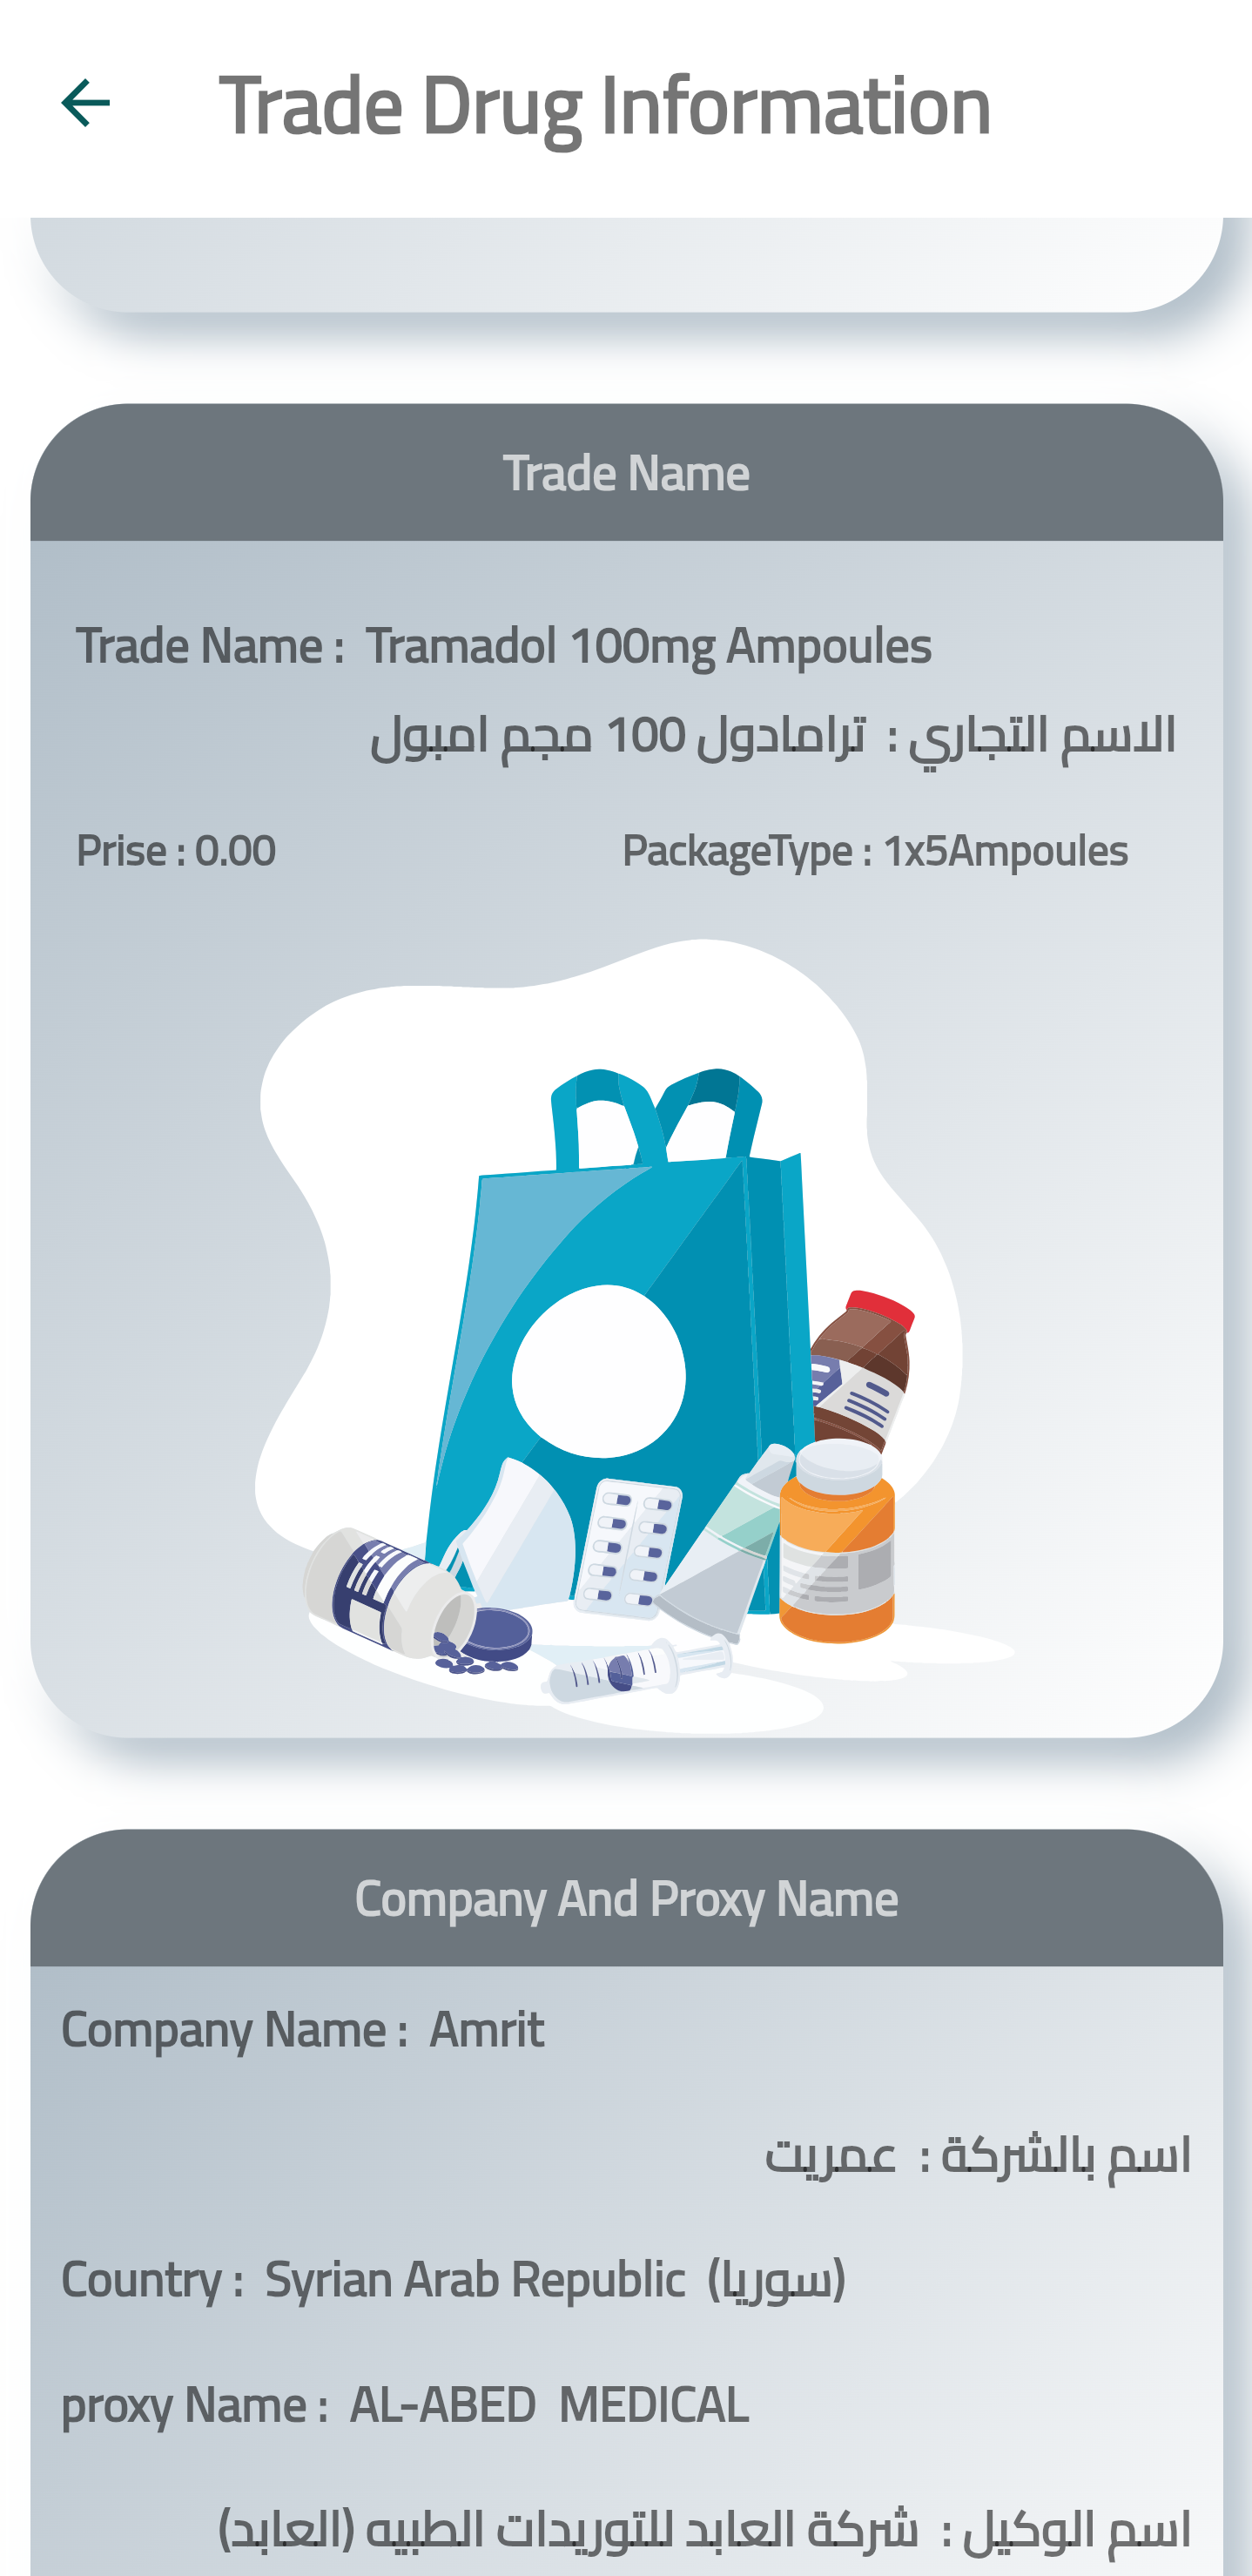 Trade Drug Information
Trade Name
Trade Name : Tramadol 100mg Ampoules
الاسم التجاري : ترامادول 100 مجم امبول
Prise : 0.00
PackageType : 1x5Ampoules
Company And Proxy Name
Company Name : Amrit
اسم بالشركة : عمريت
Country : Syrian Arab Republic (سوريا)
proxy Name : AL-ABED MEDICAL
اسم الوكيل : شركة العابد للتوريدات الطبيه (العابد)